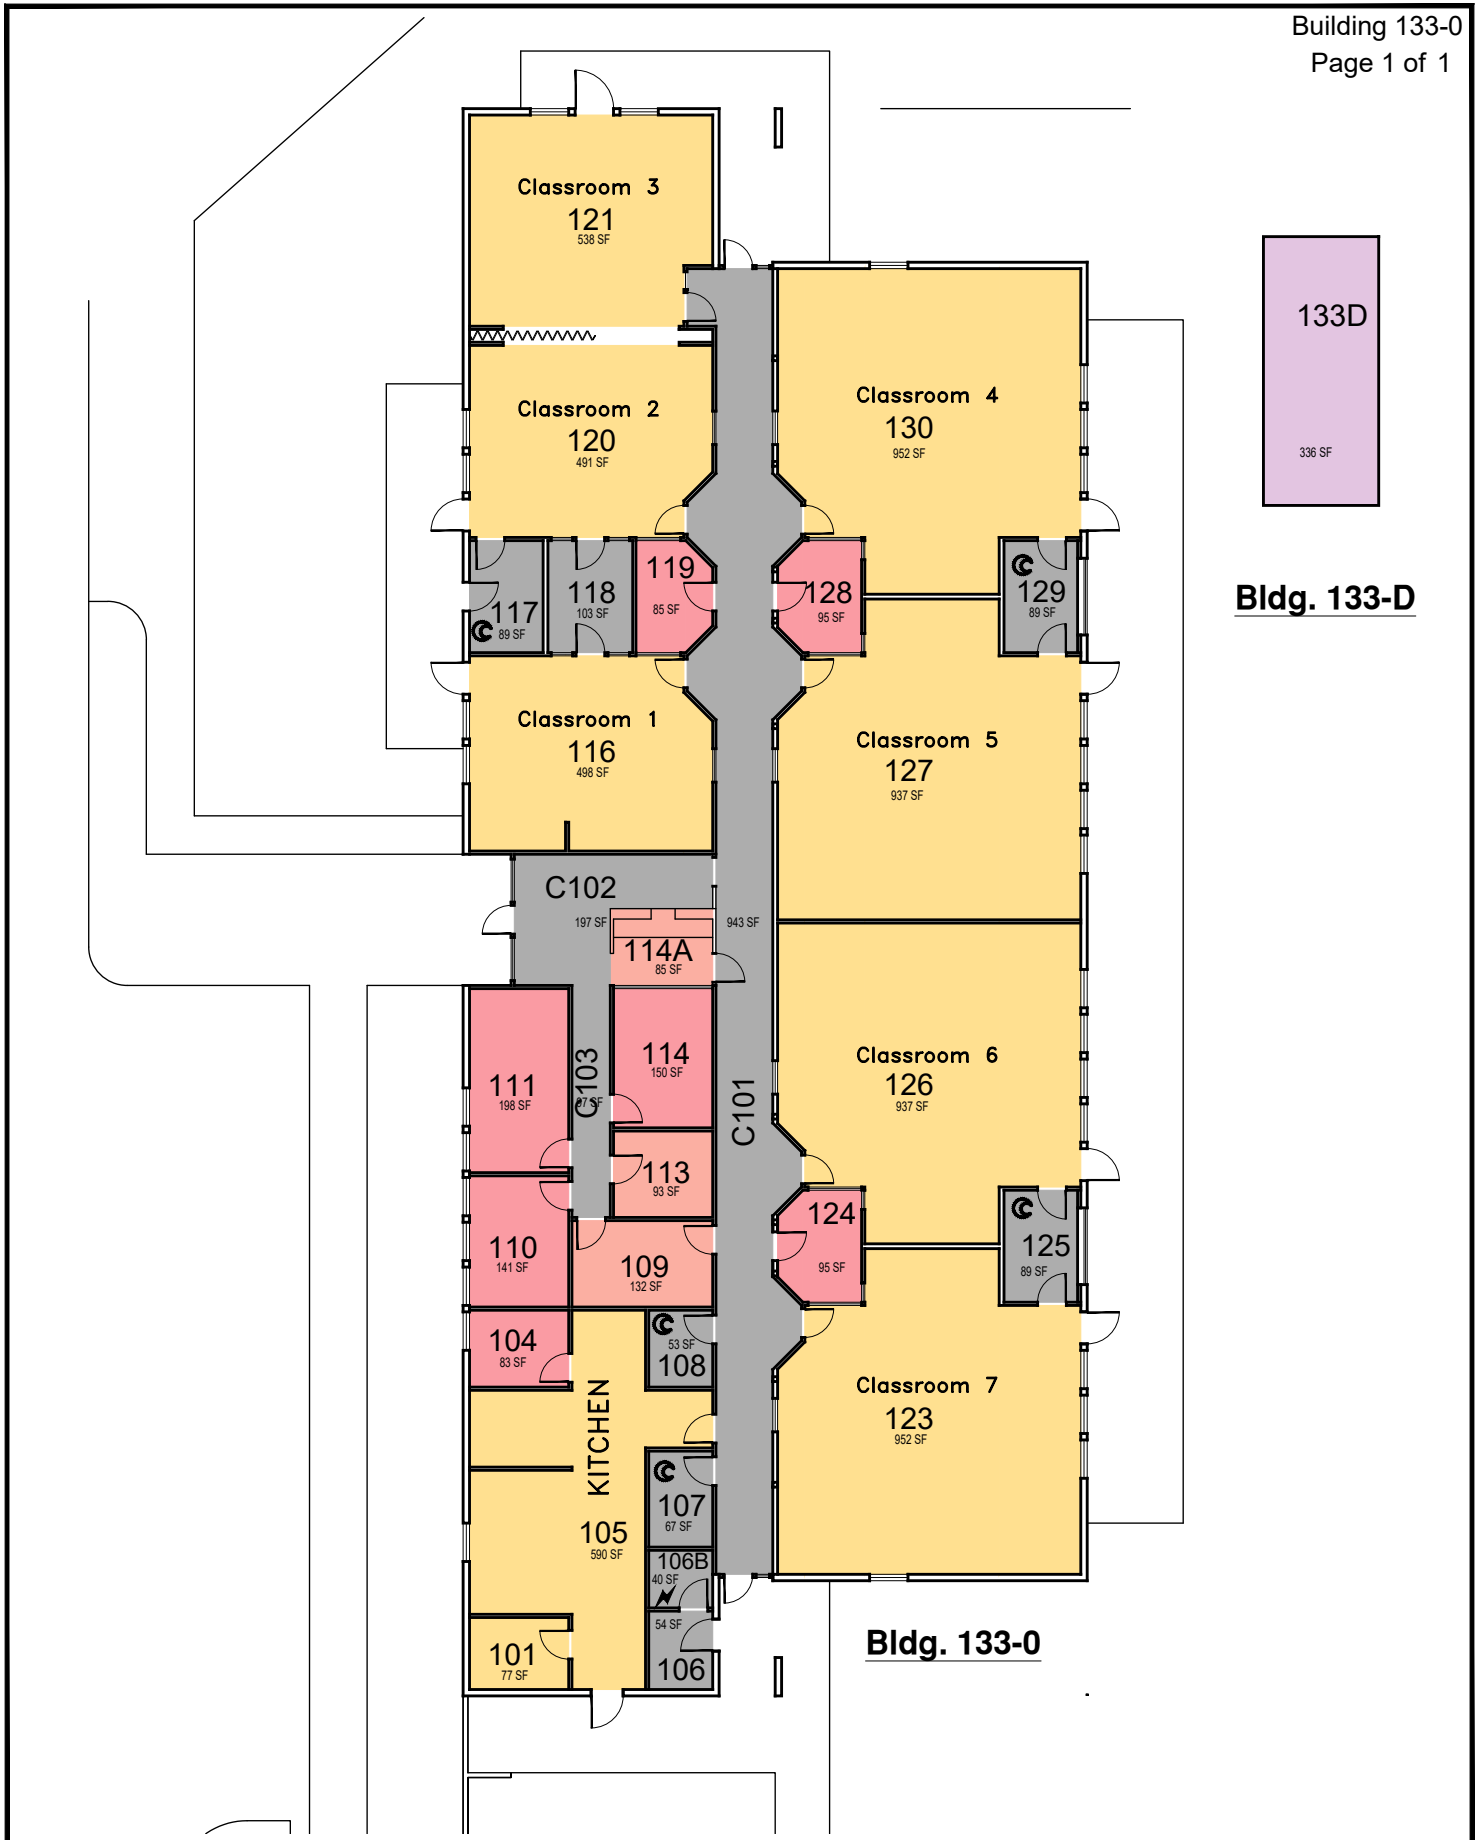 Building 133-0
Page 1 of 1
Classroom 3
121
538 SF
133D
336 SF
Bldg. 133-D
Classroom 2
120
491 SF
Classroom 4
130
952 SF
117
89 SF
118
103 SF
119
85 SF
128
95 SF
129
89 SF
Classroom 1
116
498 SF
Classroom 5
127
937 SF
C102
197 SF
943 SF
114A
85 SF
111
198 SF
C103
97 SF
114
150 SF
C101
Classroom 6
126
937 SF
113
93 SF
110
141 SF
109
132 SF
124
95 SF
125
89 SF
104
83 SF
53 SF
108
KITCHEN
Classroom 7
123
952 SF
107
67 SF
105
590 SF
106B
40 SF
54 SF
106
101
77 SF
Bldg. 133-0